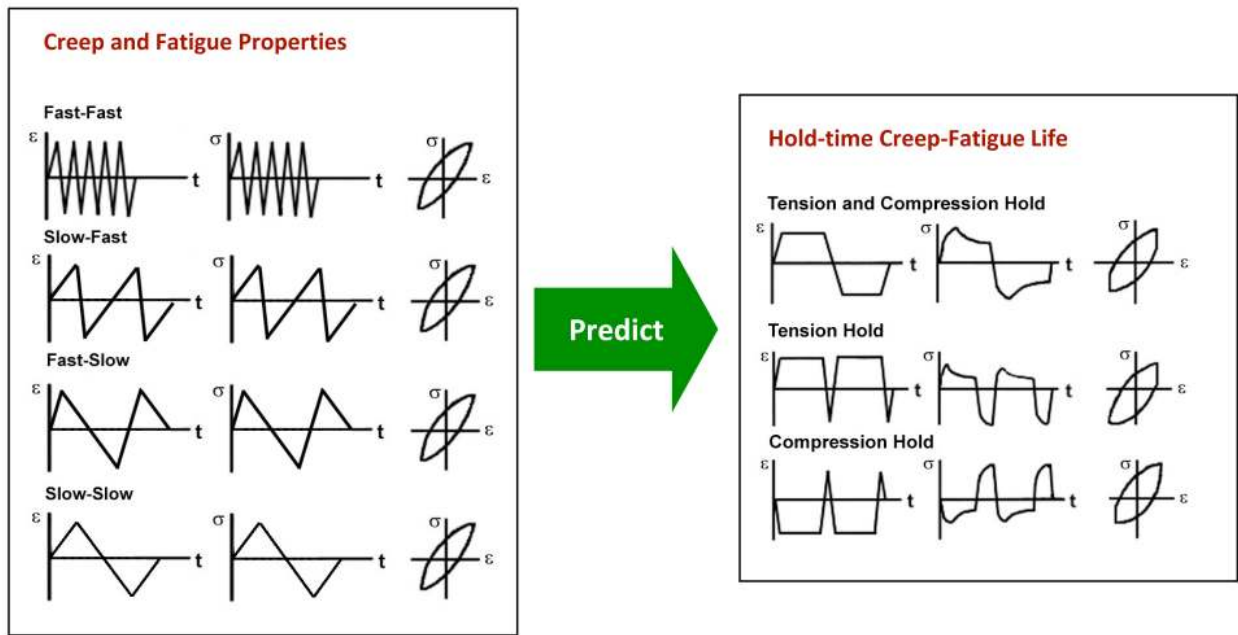 Creep and Fatigue Properties
Fast-Fast
ε t σ t σ ε
Slow-Fast
ε t σ t σ ε
Fast-Slow
ε t σ t σ ε
Slow-Slow
ε t σ t σ ε
Predict
Hold-time Creep-Fatigue Life
Tension and Compression Hold
ε t σ t σ ε
Tension Hold
ε t σ t σ ε
Compression Hold
ε t σ t σ ε